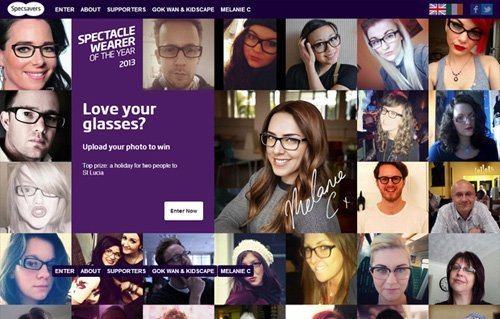 Specsavers
ENTER ABOUT SUPPORTERS GOK WAN & KIDSCAPE MELANIE C
SPECTACLE
WEARER
OF THE YEAR
2013
Love your
glasses?
Upload your photo to win
Top prize: a holiday for two people to
St Lucia
Enter Now
Melanie
C x
ENTER ABOUT SUPPORTERS GOK WAN & KIDSCAPE MELANIE C